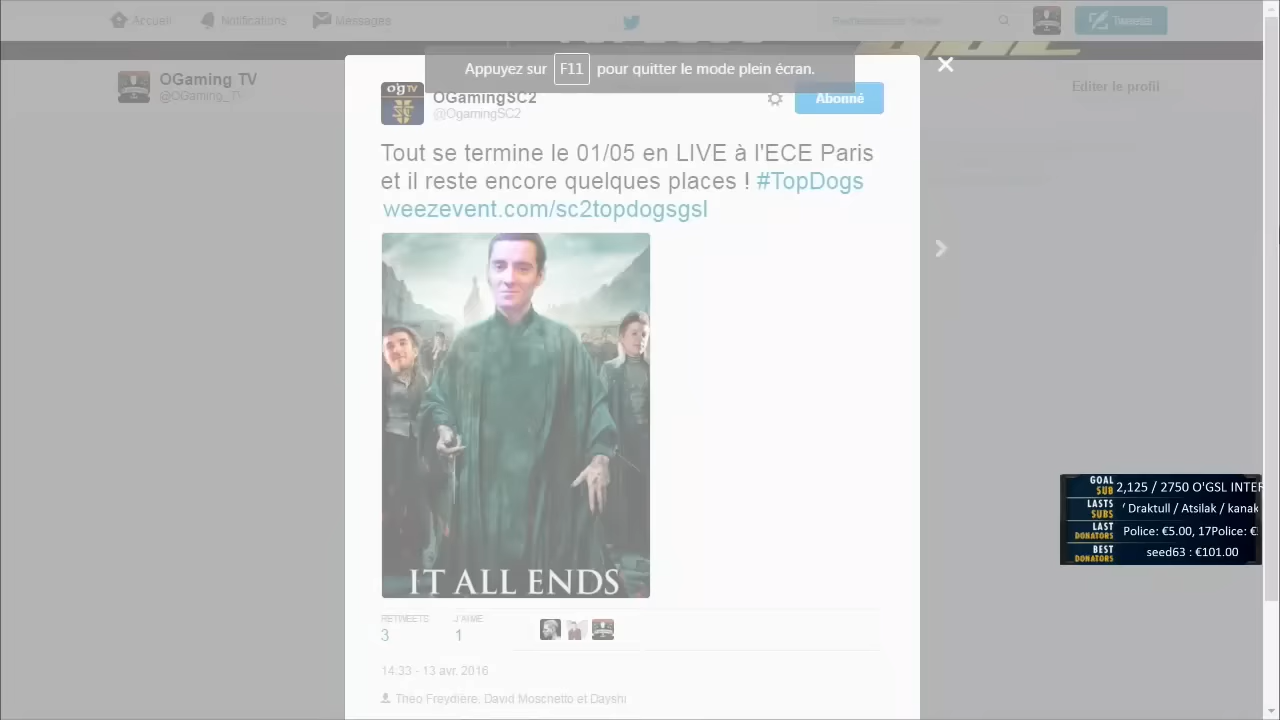 Accueil
Notifications
Messages
Tweeter
Appuyez sur F11 pour quitter le mode plein écran.
OGaming TV
@OGaming_TV
Editer le profil
OGamingSC2
@OgamingSC2
Abonné
Tout se termine le 01/05 en LIVE à l'ECE Paris
et il reste encore quelques places ! #TopDogs
weezevent.com/sc2topdogsgsl
IT ALL ENDS
RETWEETS
3
J'AIME
1
14:33 - 13 avr. 2016
Théo Freydière, David Moschetto et Dayshi
GOAL SUB 2,125 / 2750 O'GSL INTER
LASTS SUBS / Draktull / Atsilak / kanak
LAST DONATORS Police: €5.00, 17Police: €
BEST DONATORS seed63 : €101.00